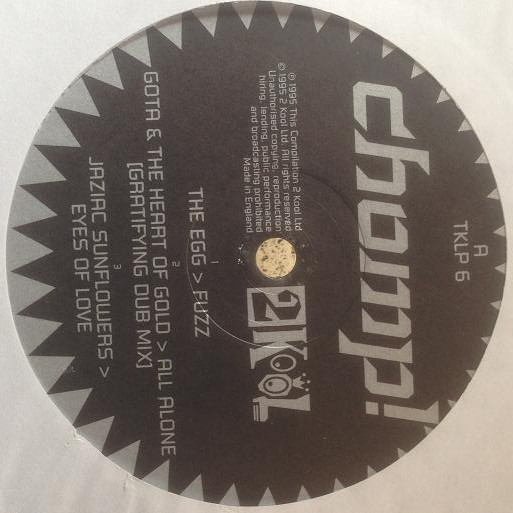 chomp!
A
TKLP 6
℗ 1995 This Compilation 2 Kool Ltd
© 1995 2 Kool Ltd. All rights reserved
Unauthorised copying, reproduction
hiring, lending, public performance
and broadcasting prohibited
Made in England
2KOOL
1
THE EGG > FUZZ
2
GOTA & THE HEART OF GOLD > ALL ALONE
[GRATIFYING DUB MIX]
3
JAZIAC SUNFLOWERS >
EYES OF LOVE